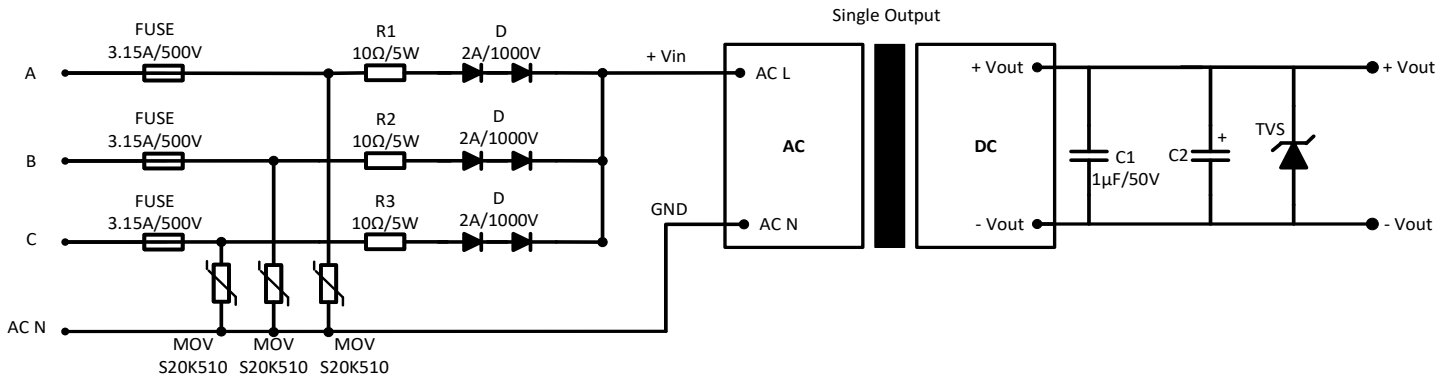 Single Output
FUSE
3.15A/500V
R1
10Ω/5W
D
2A/1000V
+ Vin
A
AC L
+ Vout
+ Vout
FUSE
3.15A/500V
R2
10Ω/5W
D
2A/1000V
B
AC
DC
C1
1μF/50V
C2
+
TVS
FUSE
3.15A/500V
R3
10Ω/5W
D
2A/1000V
GND
C
AC N
- Vout
- Vout
AC N
MOV
S20K510
MOV
S20K510
MOV
S20K510